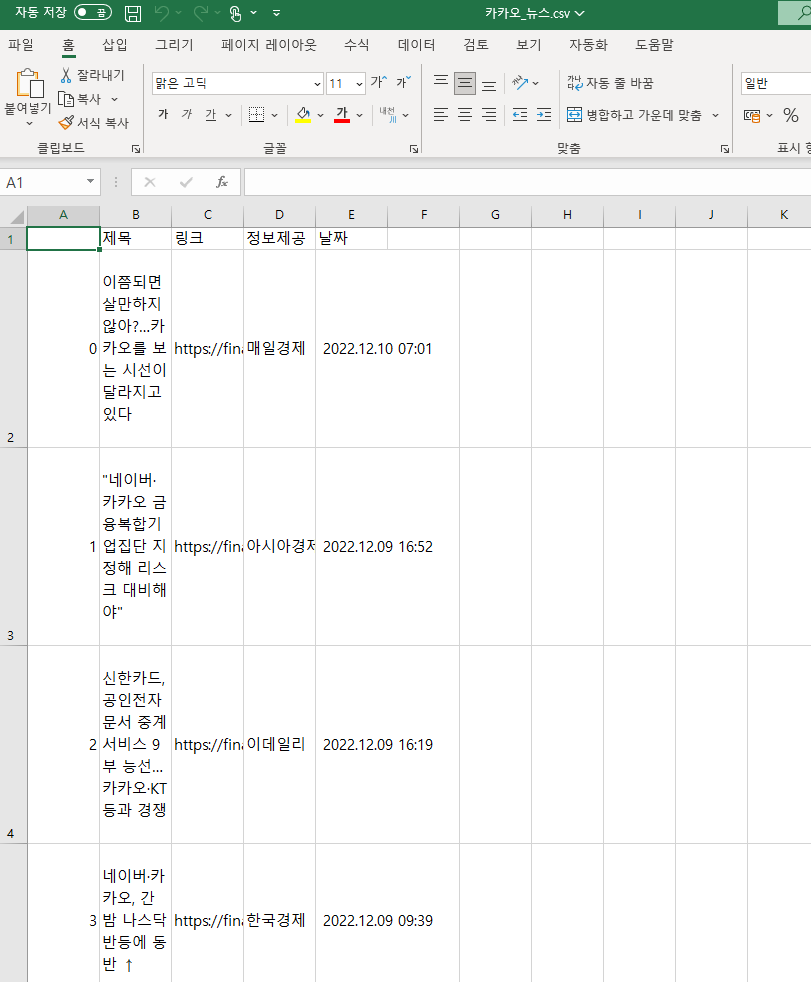 자동 저장 끔 카카오_뉴스.csv
파일 홈 삽입 그리기 페이지 레이아웃 수식 데이터 검토 보기 자동화 도움말
붙여넣기
잘라내기
복사
서식 복사
클립보드
맑은 고딕 11 가 가
가 가 가 가 내천
글꼴
가나다라 자동 줄 바꿈
병합하고 가운데 맞춤
맞춤
일반
%
A1 fx
A B C D E F G H I J K
1 제목 링크 정보제공 날짜
이쯤되면
살만하지
않아?...카
0 카오를 보 https://fina 매일경제 2022.12.10 07:01
는 시선이
달라지고
있다
2
"네이버·
카카오 금
융복합기
1 업집단 지 https://fina 아시아경제 2022.12.09 16:52
정해 리스
크 대비해
야"
3
신한카드,
공인전자
문서 중계
2 서비스 9 https://fina 이데일리 2022.12.09 16:19
부 능선...
카카오·KT
등과 경쟁
4
네이버·카
카오, 간
3 밤 나스닥 https://fina 한국경제 2022.12.09 09:39
반등에 동
반 ↑